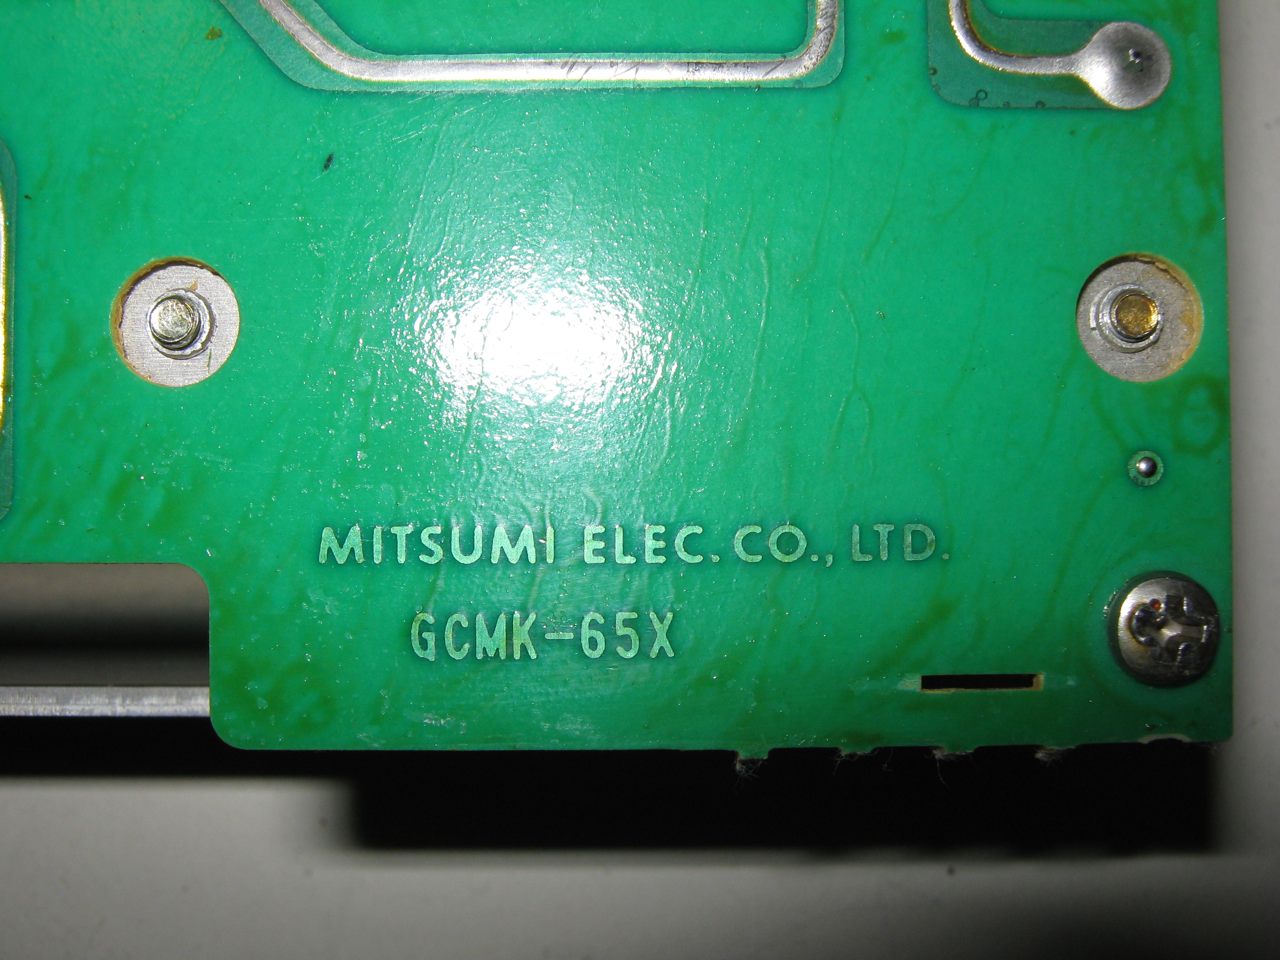 MITSUMI ELEC. CO., LTD.
GCMK-65X